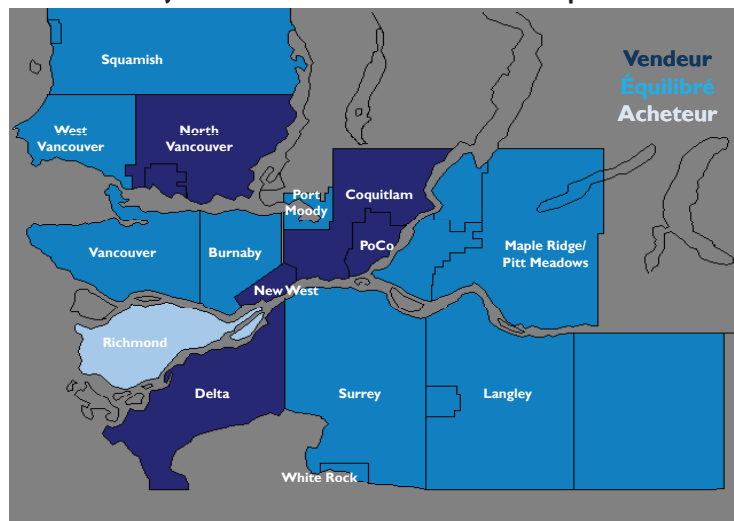 Squamish
Vendeur
Équilibré
Acheteur
West
Vancouver
North
Vancouver
Port
Moody
Coquitlam
Vancouver
Burnaby
PoCo
Maple Ridge/
Pitt Meadows
New West
Richmond
Delta
Surrey
Langley
White Rock